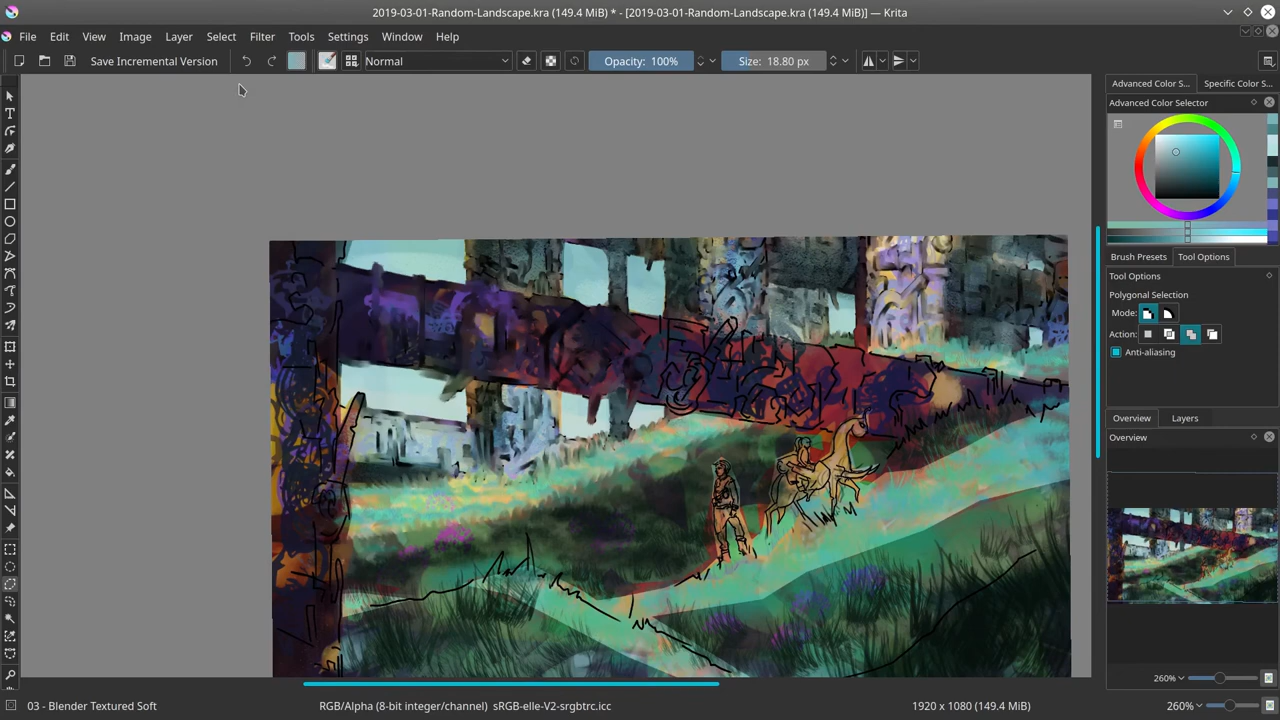 2019-03-01-Random-Landscape.kra (149.4 MiB) * - [2019-03-01-Random-Landscape.kra (149.4 MiB)] — Krita
File Edit View Image Layer Select Filter Tools Settings Window Help
Save Incremental Version Normal Opacity: 100% Size: 18.80 px
Advanced Color S... Specific Color S...
Advanced Color Selector
Brush Presets Tool Options
Tool Options
Polygonal Selection
Mode:
Action:
Anti-aliasing
Overview Layers
Overview
260%
03 - Blender Textured Soft RGB/Alpha (8-bit integer/channel) sRGB-elle-V2-srgbtrc.icc 1920 x 1080 (149.4 MiB) 260%